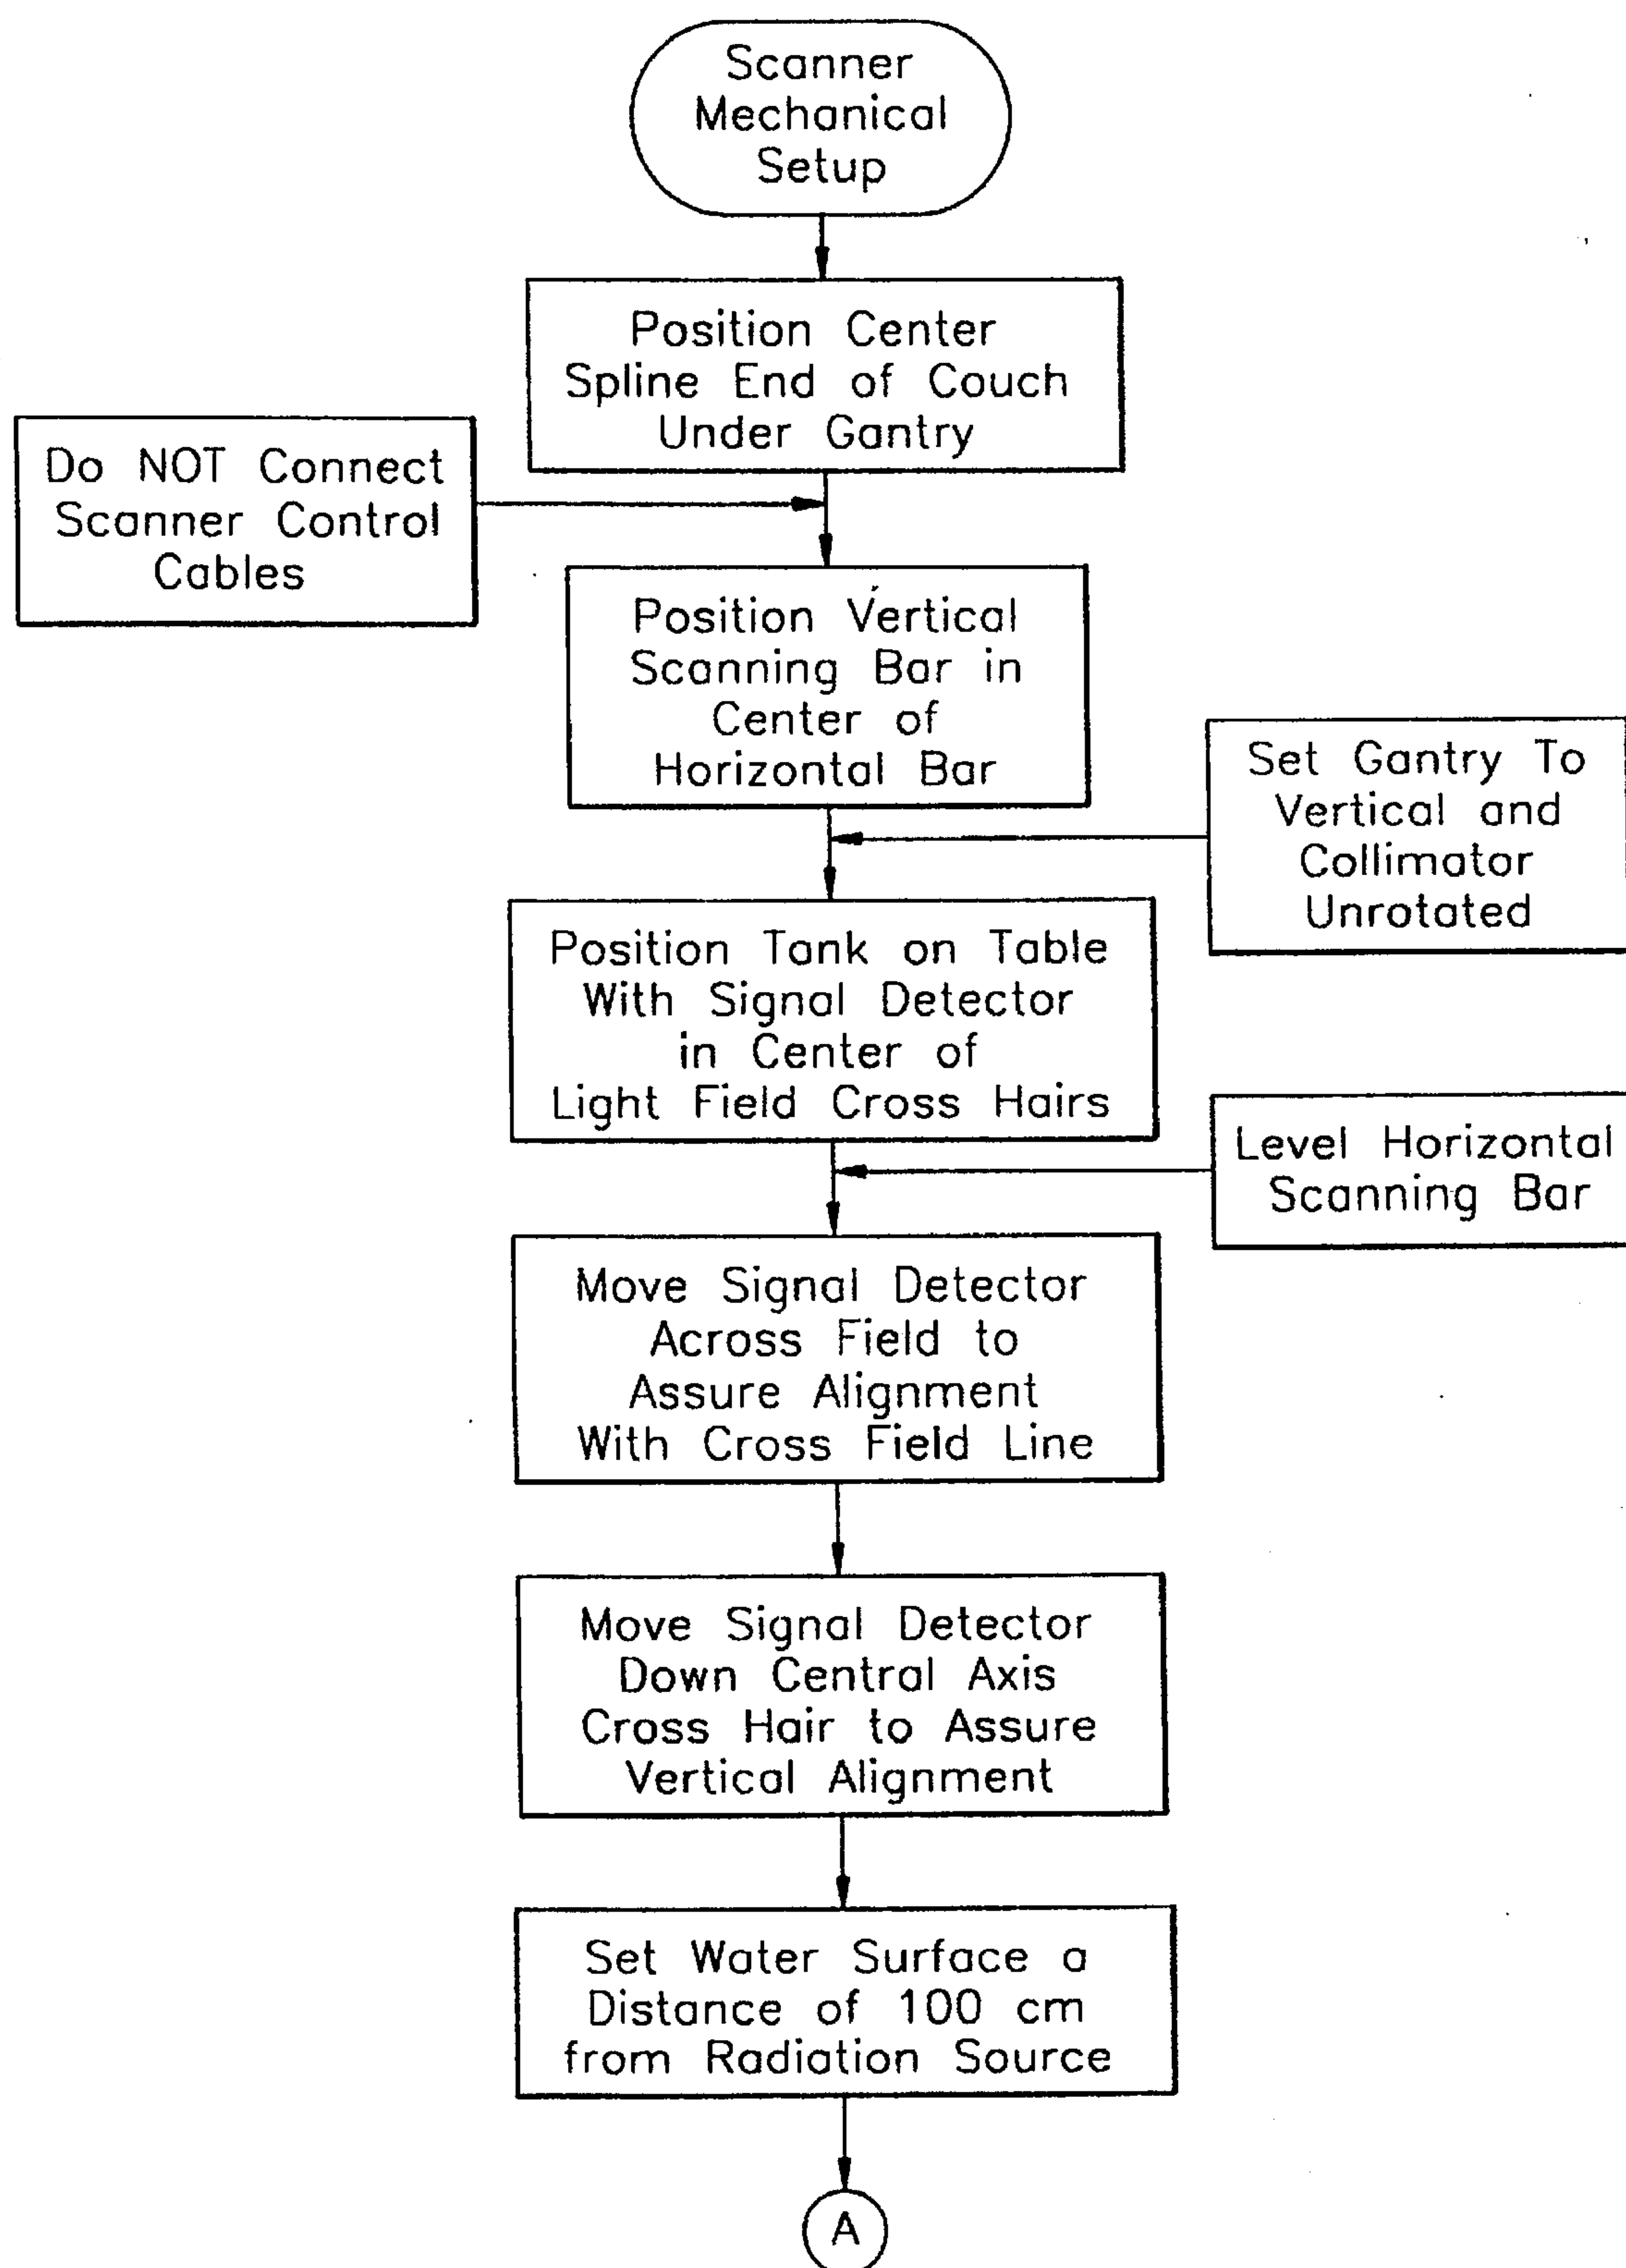 Scanner
Mechanical
Setup
Position Center
Spline End of Couch
Under Gantry
Do NOT Connect
Scanner Control
Cables
Position Vertical
Scanning Bar in
Center of
Horizontal Bar
Set Gantry To
Vertical and
Collimator
Unrotated
Position Tank on Table
With Signal Detector
in Center of
Light Field Cross Hairs
Level Horizontal
Scanning Bar
Move Signal Detector
Across Field to
Assure Alignment
With Cross Field Line
Move Signal Detector
Down Central Axis
Cross Hair to Assure
Vertical Alignment
Set Water Surface a
Distance of 100 cm
from Radiation Source
A